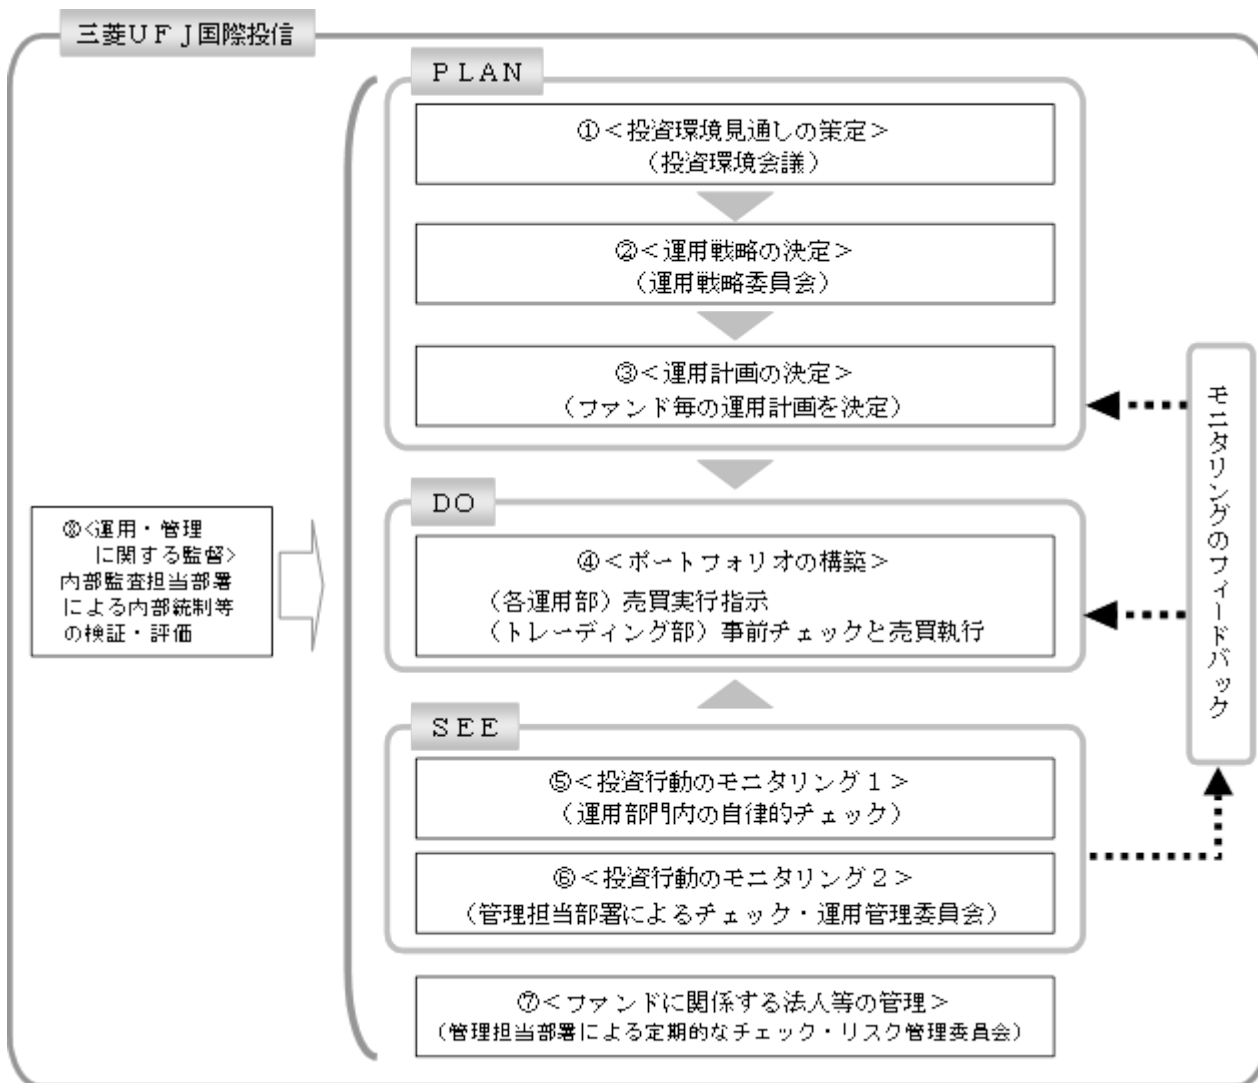 三菱ＵＦＪ国際投信
ＰＬＡＮ
①＜投資環境見通しの策定＞
（投資環境会議）
②＜運用戦略の決定＞
（運用戦略委員会）
③＜運用計画の決定＞
（ファンド毎の運用計画を決定）
ＤＯ
④＜ポートフォリオの構築＞
（各運用部）売買実行指示
（トレーディング部）事前チェックと売買執行
ＳＥＥ
⑤＜投資行動のモニタリング１＞
（運用部門内の自律的チェック）
⑥＜投資行動のモニタリング２＞
（管理担当部署によるチェック・運用管理委員会）
⑦＜ファンドに関係する法人等の管理＞
（管理担当部署による定期的なチェック・リスク管理委員会）
⑧＜運用・管理
に関する監督＞
内部監査担当部署
による内部統制等
の検証・評価
モニタリングのフィードバック